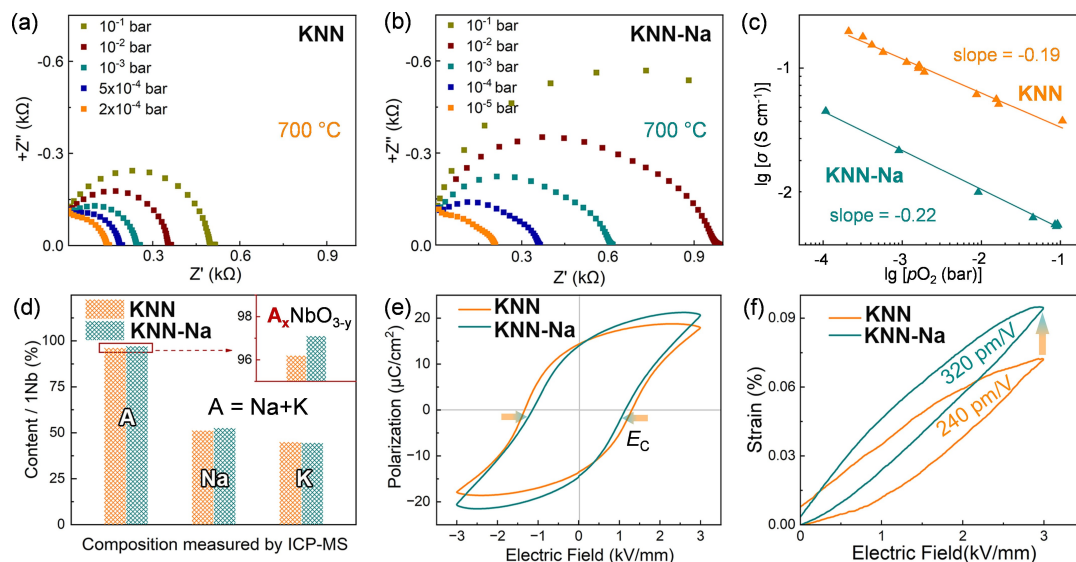 (a)
10⁻¹ bar
10⁻² bar
10⁻³ bar
5x10⁻⁴ bar
2x10⁻⁴ bar
KNN
700 °C
+Z'' (kΩ)
-0.6
-0.3
0.0
0.0
0.3
0.6
0.9
Z' (kΩ)
(b)
10⁻¹ bar
10⁻² bar
10⁻³ bar
10⁻⁴ bar
10⁻⁵ bar
KNN-Na
700 °C
+Z'' (kΩ)
-0.6
-0.3
0.0
0.0
0.3
0.6
0.9
Z' (kΩ)
(c)
slope = -0.19
KNN
KNN-Na
slope = -0.22
lg [σ (S cm⁻¹)]
-1
-2
-4
-3
-2
-1
lg [pO₂ (bar)]
(d)
KNN
KNN-Na
AₓNbO₃₋ᵧ
98
96
A = Na+K
A
Na
K
Content / 1Nb (%)
100
75
50
25
0
Composition measured by ICP-MS
(e)
KNN
KNN-Na
E_C
Polarization (μC/cm²)
20
10
0
−10
−20
−3
−2
−1
0
1
2
3
Electric Field (kV/mm)
(f)
KNN
KNN-Na
320 pm/V
240 pm/V
Strain (%)
0.09
0.06
0.03
0.00
0
1
2
3
Electric Field(kV/mm)